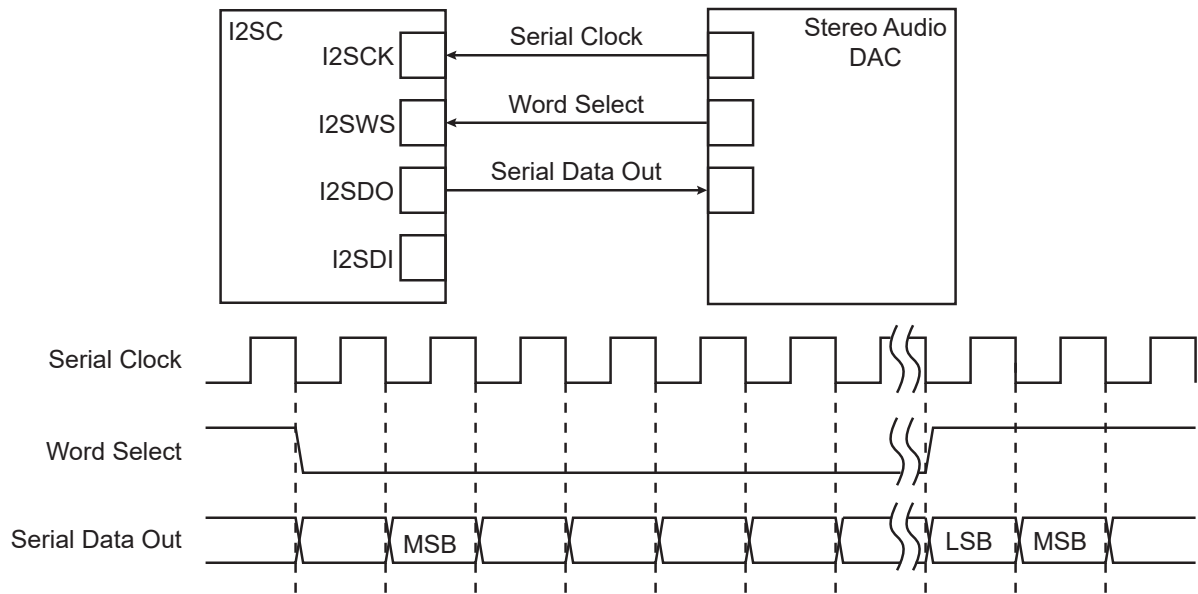 I2SC
Stereo Audio
DAC
I2SCK
Serial Clock
I2SWS
Word Select
I2SDO
Serial Data Out
I2SDI
Serial Clock
Word Select
Serial Data Out
MSB
LSB
MSB